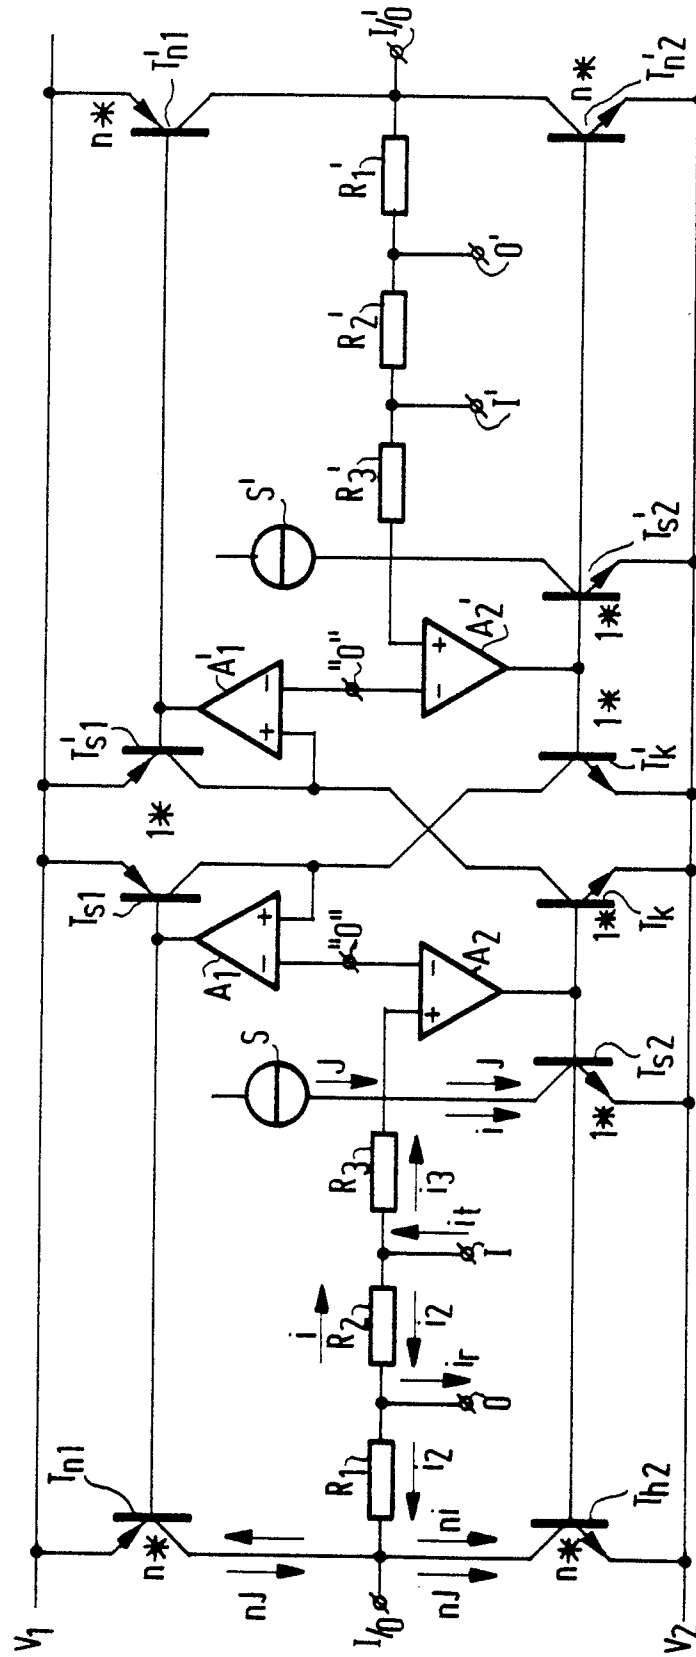 V1
Tn1
n*
nJ
I/O
nJ
ni
n*
Th2
V2
R1
i2
O
ir
i
R2
i2
I
it
R3
i3
S
J
J
i
Ts2
1*
Ts1
A1
+
−
"O"
A2
+
−
Tk
1*
1*
T's1
A'1
+
−
"O"
A'2
+
−
T'k
1*
S'
T's2
1*
R'3
I'
R'2
O'
R'1
n*
T'n1
I/O'
n*
T'n2